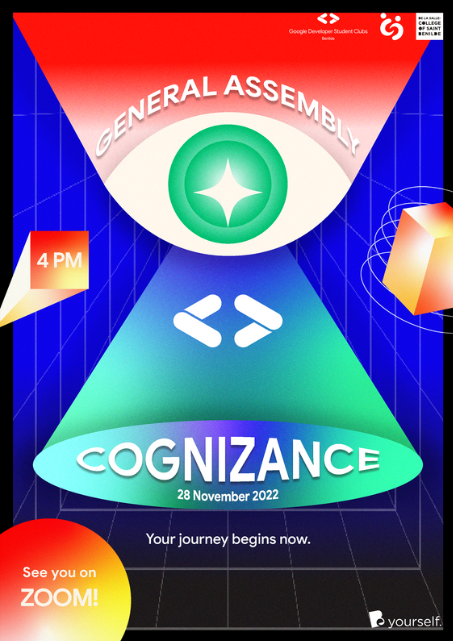 Google Developer Student Clubs
Benilde
DE LA SALLE-
COLLEGE
OF SAINT
BENILDE
GENERAL ASSEMBLY
4 PM
COGNIZANCE
28 November 2022
Your journey begins now.
See you on
ZOOM!
B yourself.